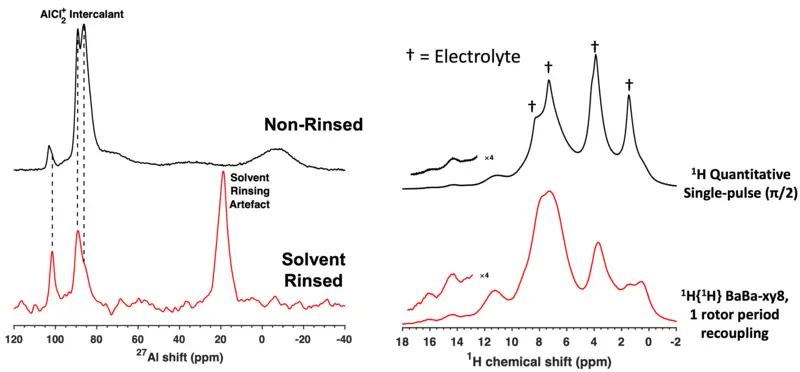 AlCl₂⁺ Intercalant
Non-Rinsed
Solvent
Rinsing
Artefact
Solvent
Rinsed
120 100 80 60 40 20 0 -20 -40
²⁷Al shift (ppm)
† = Electrolyte
† † † †
×4
¹H Quantitative
Single-pulse (π/2)
×4
¹H{¹H} BaBa-xy8,
1 rotor period
recoupling
18 16 14 12 10 8 6 4 2 0 -2
¹H chemical shift (ppm)